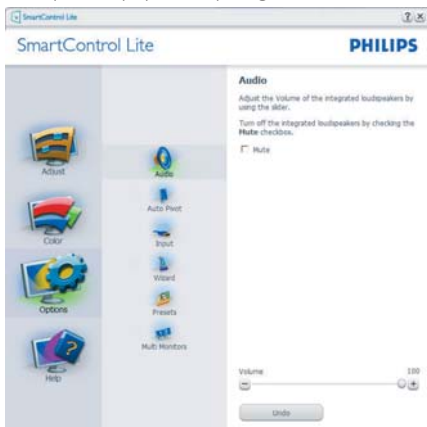 SmartControl Lite
SmartControl Lite
PHILIPS
Adjust
Color
Options
Help
Audio
Auto Pivot
Input
Wizard
Presets
Multi Monitors
Audio
Adjust the Volume of the integrated loudspeakers by
using the slider.
Turn off the integrated loudspeakers by checking the
Mute checkbox.
Mute
Volume 100
Undo